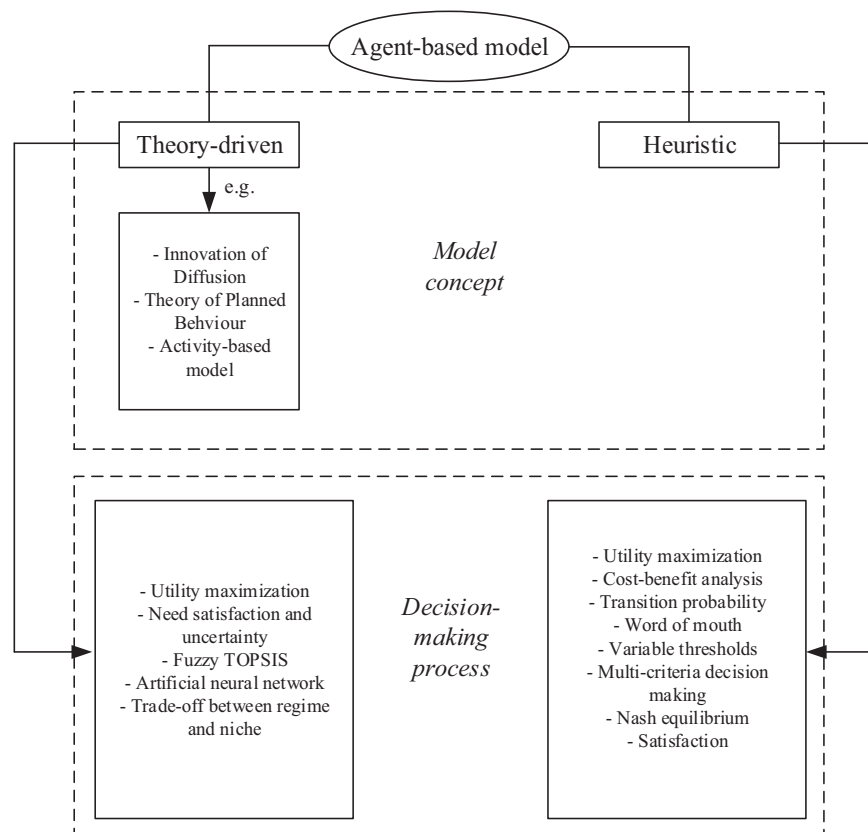 Agent-based model
Theory-driven
Heuristic
e.g.
- Innovation of
Diffusion
- Theory of Planned
Behviour
- Activity-based
model
Model
concept
- Utility maximization
- Need satisfaction and
uncertainty
- Fuzzy TOPSIS
- Artificial neural network
- Trade-off between regime
and niche
Decision-
making
process
- Utility maximization
- Cost-benefit analysis
- Transition probability
- Word of mouth
- Variable thresholds
- Multi-criteria decision
making
- Nash equilibrium
- Satisfaction